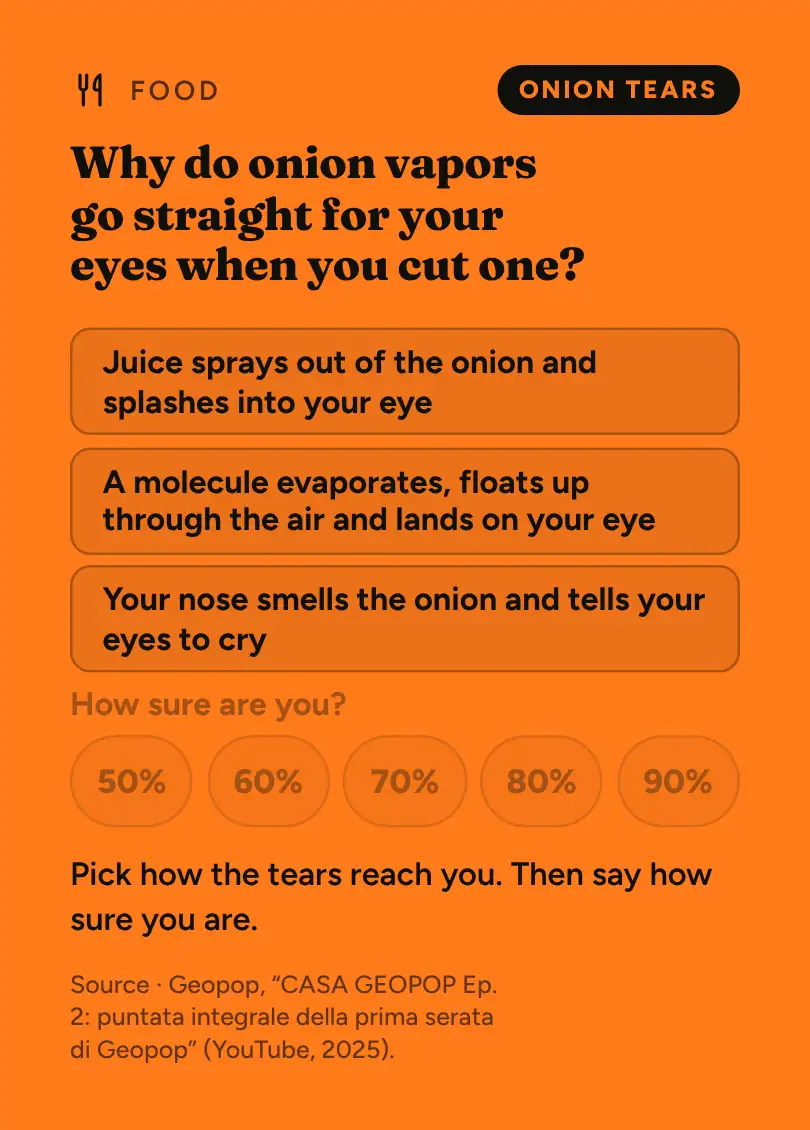 FOOD
ONION TEARS
Why do onion vapors
go straight for your
eyes when you cut one?
Juice sprays out of the onion and
splashes into your eye
A molecule evaporates, floats up
through the air and lands on your eye
Your nose smells the onion and tells your
eyes to cry
How sure are you?
50% 60% 70% 80% 90%
Pick how the tears reach you. Then say how
sure you are.
Source · Geopop, “CASA GEOPOP Ep.
2: puntata integrale della prima serata
di Geopop” (YouTube, 2025).